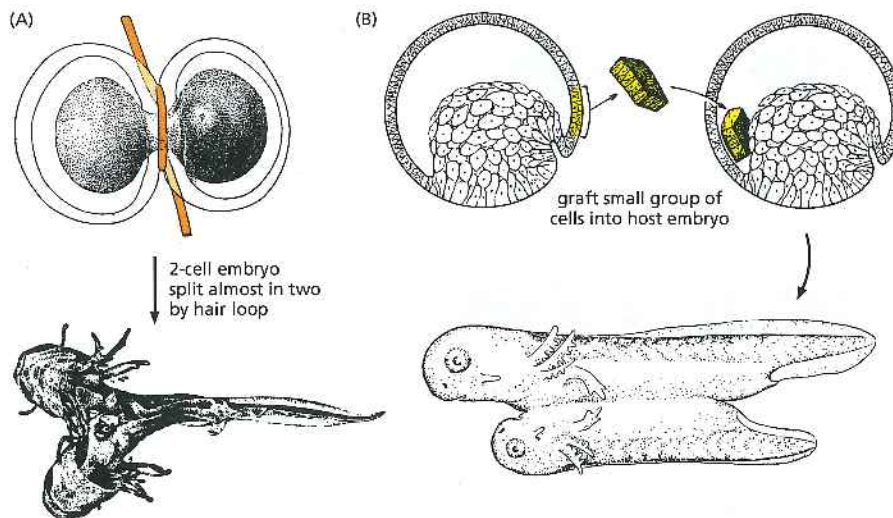 (A)
2-cell embryo
split almost in two
by hair loop
(B)
graft small group of
cells into host embryo